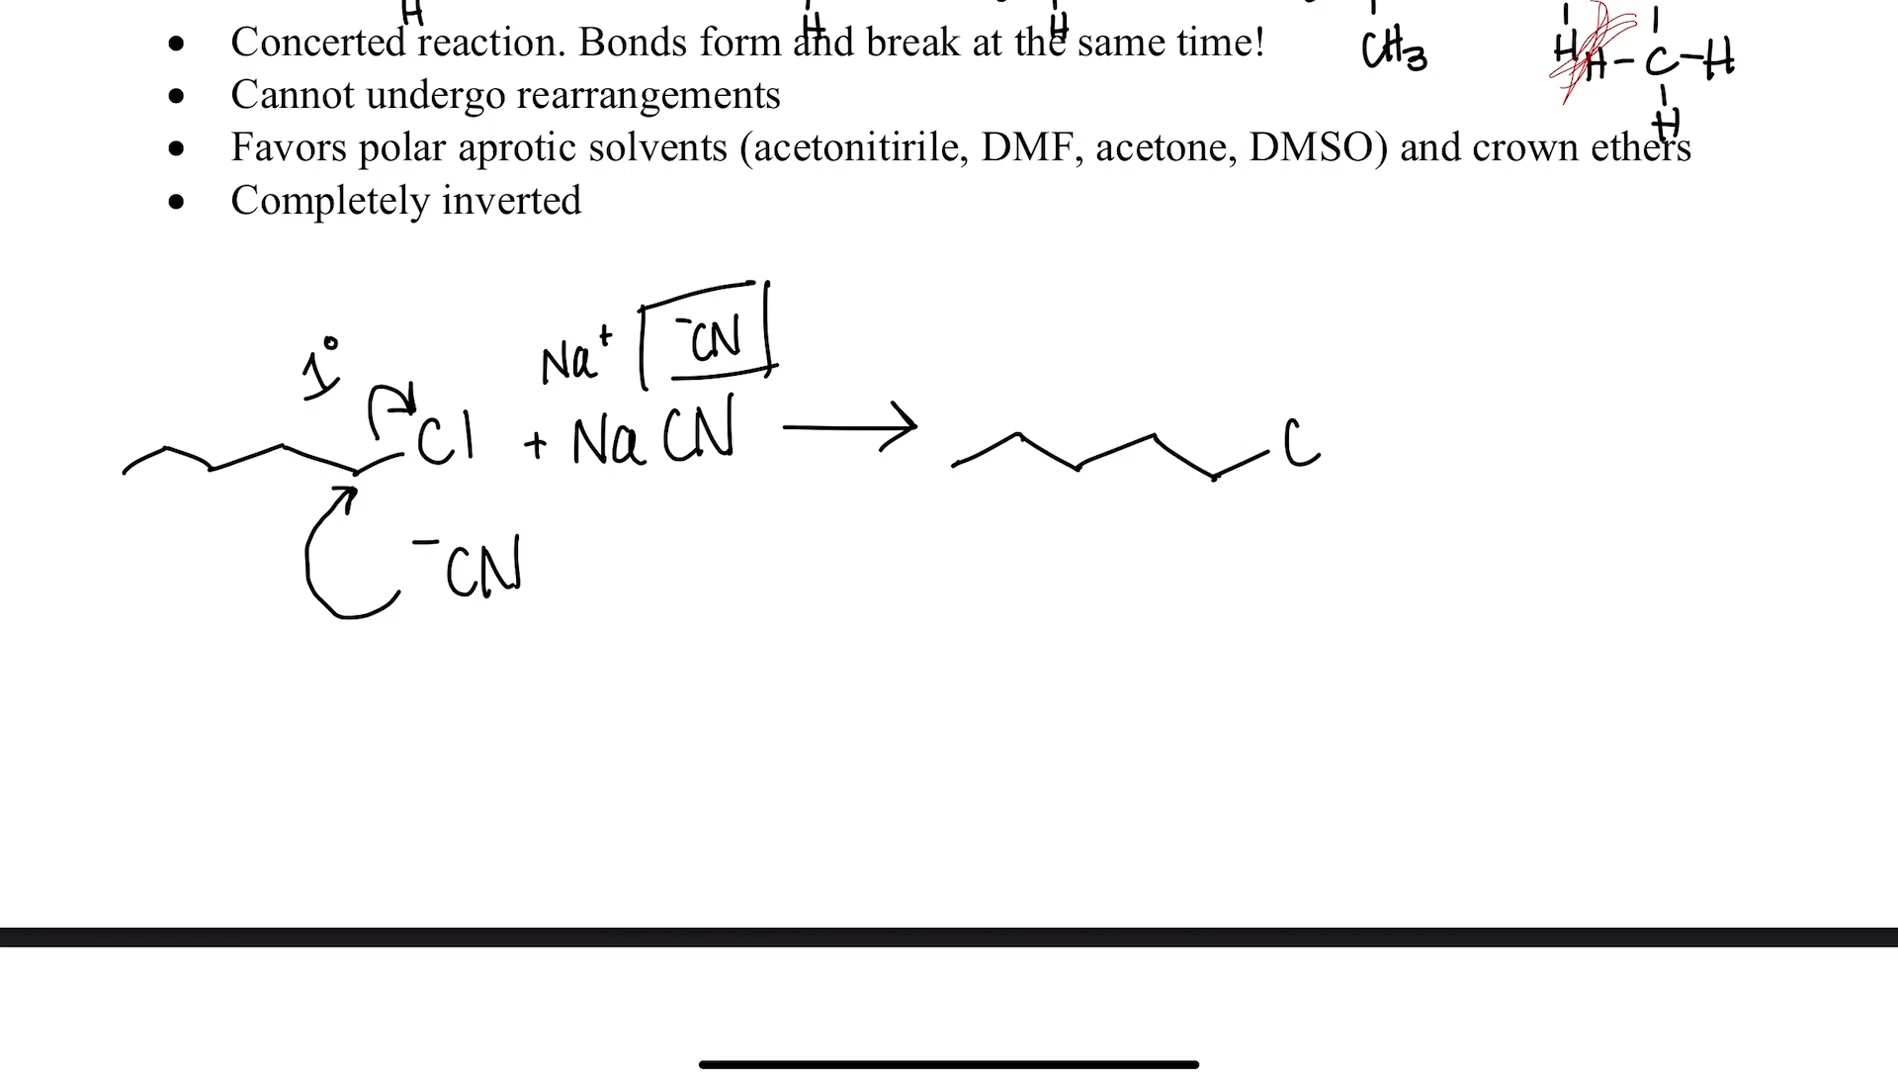 H
H
H
• Concerted reaction. Bonds form and break at the same time!
CH3
H
H-C-H
H
• Cannot undergo rearrangements
• Favors polar aprotic solvents (acetonitirile, DMF, acetone, DMSO) and crown ethers
• Completely inverted
1° Na+ -CN
Cl + NaCN → C
-CN